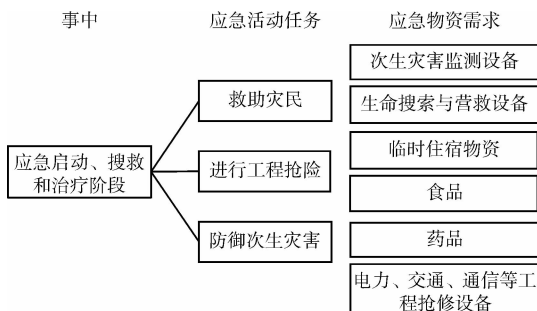 事中
应急活动任务
应急物资需求
应急启动、搜救
和治疗阶段
救助灾民
进行工程抢险
防御次生灾害
次生灾害监测设备
生命搜索与营救设备
临时住宿物资
食品
药品
电力、交通、通信等工
程抢修设备